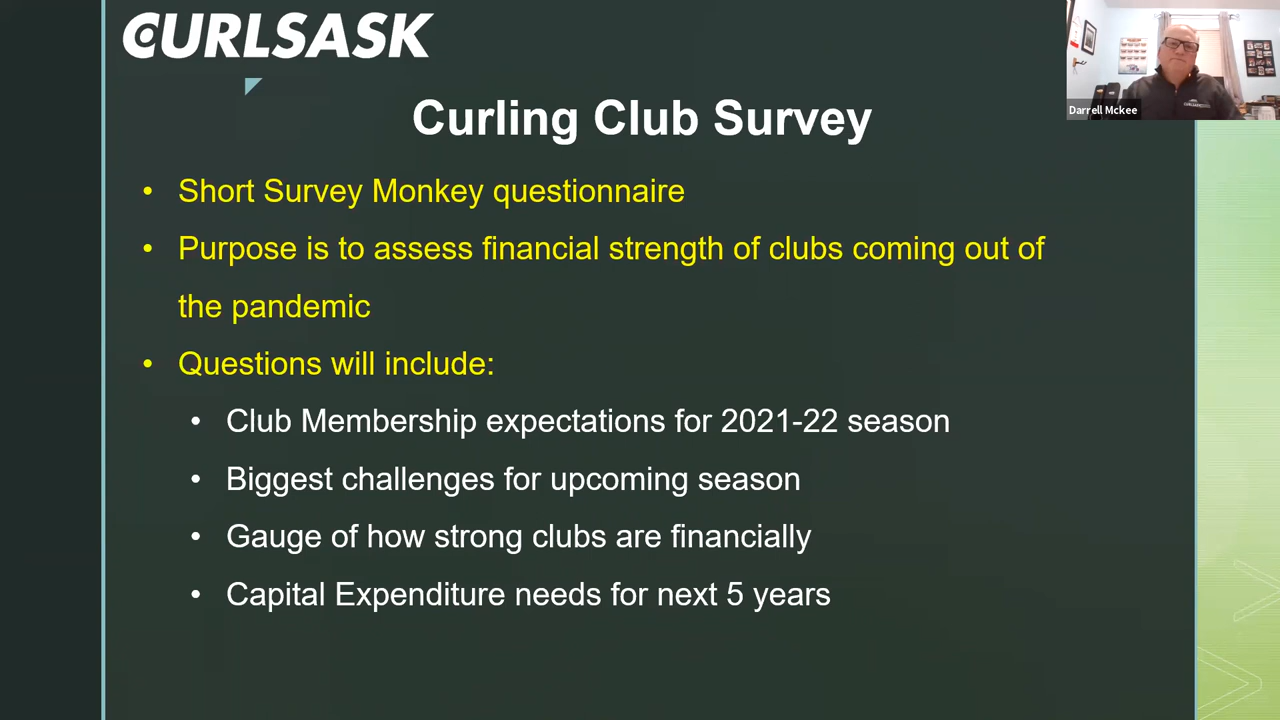 CURLSASK
Darrell Mckee
Curling Club Survey
• Short Survey Monkey questionnaire
• Purpose is to assess financial strength of clubs coming out of
the pandemic
• Questions will include:
• Club Membership expectations for 2021-22 season
• Biggest challenges for upcoming season
• Gauge of how strong clubs are financially
• Capital Expenditure needs for next 5 years